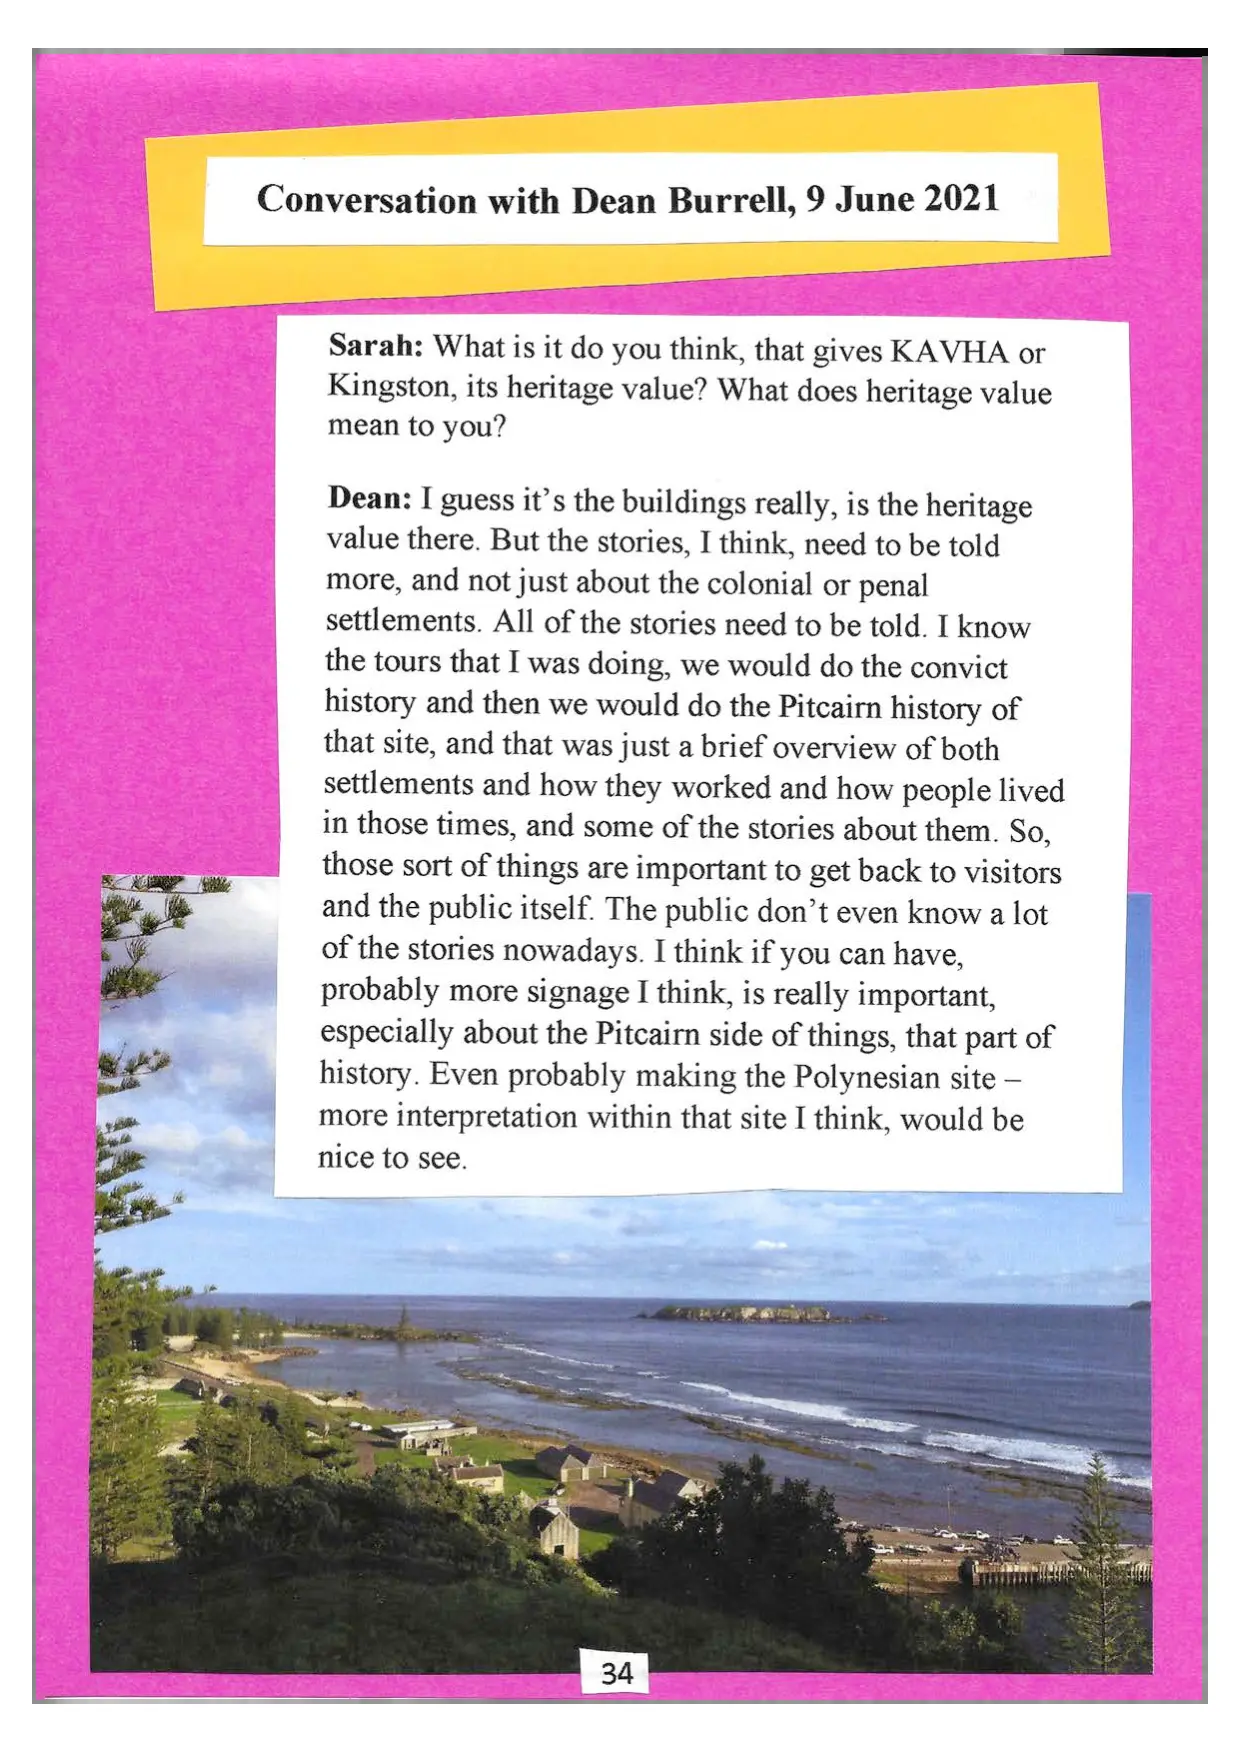 Conversation with Dean Burrell, 9 June 2021
Sarah: What is it do you think, that gives KAVHA or
Kingston, its heritage value? What does heritage value
mean to you?
Dean: I guess it's the buildings really, is the heritage
value there. But the stories, I think, need to be told
more, and not just about the colonial or penal
settlements. All of the stories need to be told. I know
the tours that I was doing, we would do the convict
history and then we would do the Pitcairn history of
that site, and that was just a brief overview of both
settlements and how they worked and how people lived
in those times, and some of the stories about them. So,
those sort of things are important to get back to visitors
and the public itself. The public don't even know a lot
of the stories nowadays. I think if you can have,
probably more signage I think, is really important,
especially about the Pitcairn side of things, that part of
history. Even probably making the Polynesian site –
more interpretation within that site I think, would be
nice to see.
34